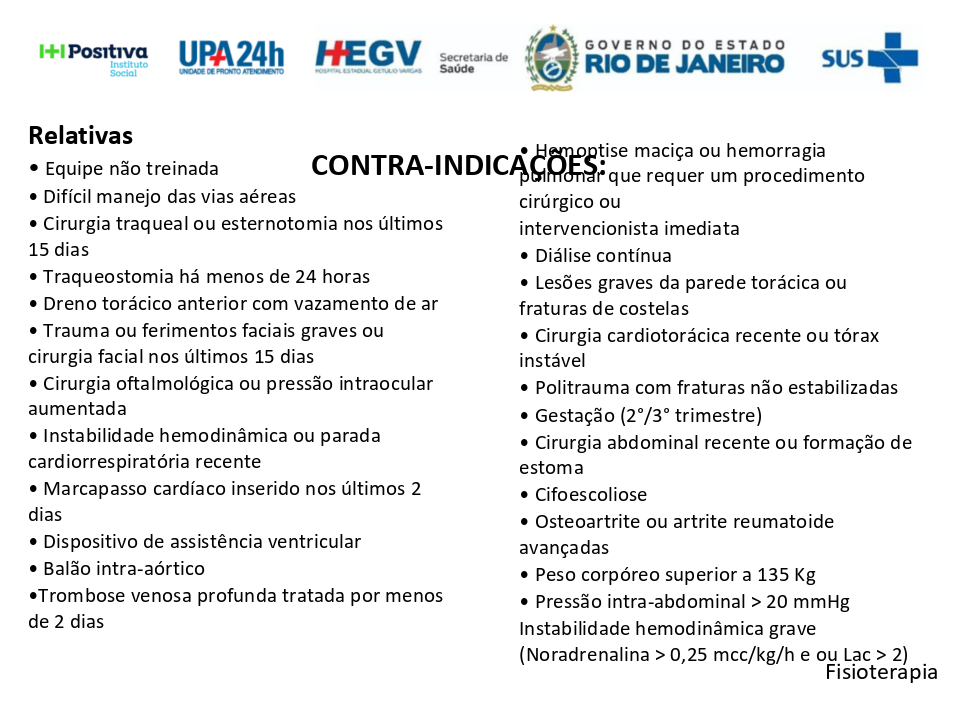 Positiva
Instituto
Social
UPA 24h
UNIDADE DE PRONTO ATENDIMENTO
HEGV
HOSPITAL ESTADUAL GETULIO VARGAS
Secretaria de
Saúde
GOVERNO DO ESTADO
RIO DE JANEIRO
SUS
CONTRA-INDICAÇÕES:
Relativas
• Equipe não treinada
• Difícil manejo das vias aéreas
• Cirurgia traqueal ou esternotomia nos últimos
15 dias
• Traqueostomia há menos de 24 horas
• Dreno torácico anterior com vazamento de ar
• Trauma ou ferimentos faciais graves ou
cirurgia facial nos últimos 15 dias
• Cirurgia oftalmológica ou pressão intraocular
aumentada
• Instabilidade hemodinâmica ou parada
cardiorrespiratória recente
• Marcapasso cardíaco inserido nos últimos 2
dias
• Dispositivo de assistência ventricular
• Balão intra-aórtico
•Trombose venosa profunda tratada por menos
de 2 dias
• Hemoptise maciça ou hemorragia
pulmonar que requer um procedimento
cirúrgico ou
intervencionista imediata
• Diálise contínua
• Lesões graves da parede torácica ou
fraturas de costelas
• Cirurgia cardiotorácica recente ou tórax
instável
• Politrauma com fraturas não estabilizadas
• Gestação (2°/3° trimestre)
• Cirurgia abdominal recente ou formação de
estoma
• Cifoescoliose
• Osteoartrite ou artrite reumatoide
avançadas
• Peso corpóreo superior a 135 Kg
• Pressão intra-abdominal > 20 mmHg
Instabilidade hemodinâmica grave
(Noradrenalina > 0,25 mcc/kg/h e ou Lac > 2)
Fisioterapia